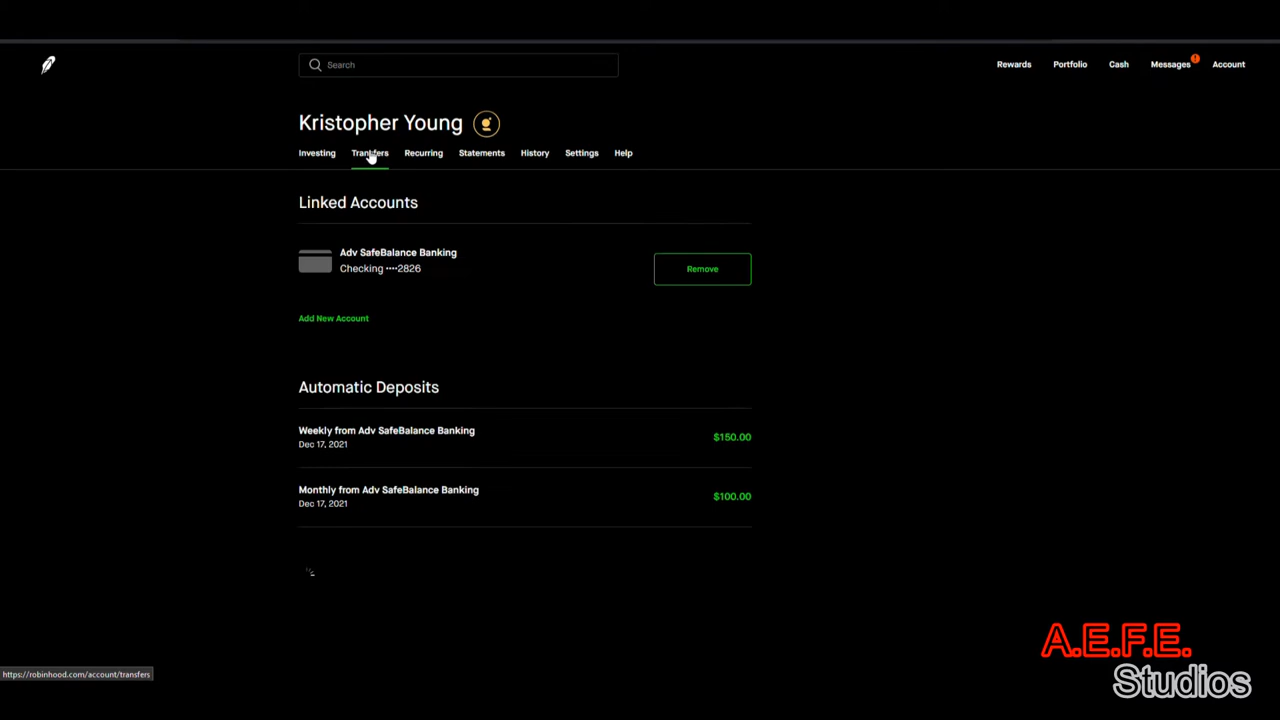 Search
Rewards
Portfolio
Cash
Messages
Account
Kristopher Young
Investing
Transfers
Recurring
Statements
History
Settings
Help
Linked Accounts
Adv SafeBalance Banking
Checking ••••2826
Remove
Add New Account
Automatic Deposits
Weekly from Adv SafeBalance Banking
Dec 17, 2021
$150.00
Monthly from Adv SafeBalance Banking
Dec 17, 2021
$100.00
A.E.F.E.
Studios
https://robinhood.com/account/transfers